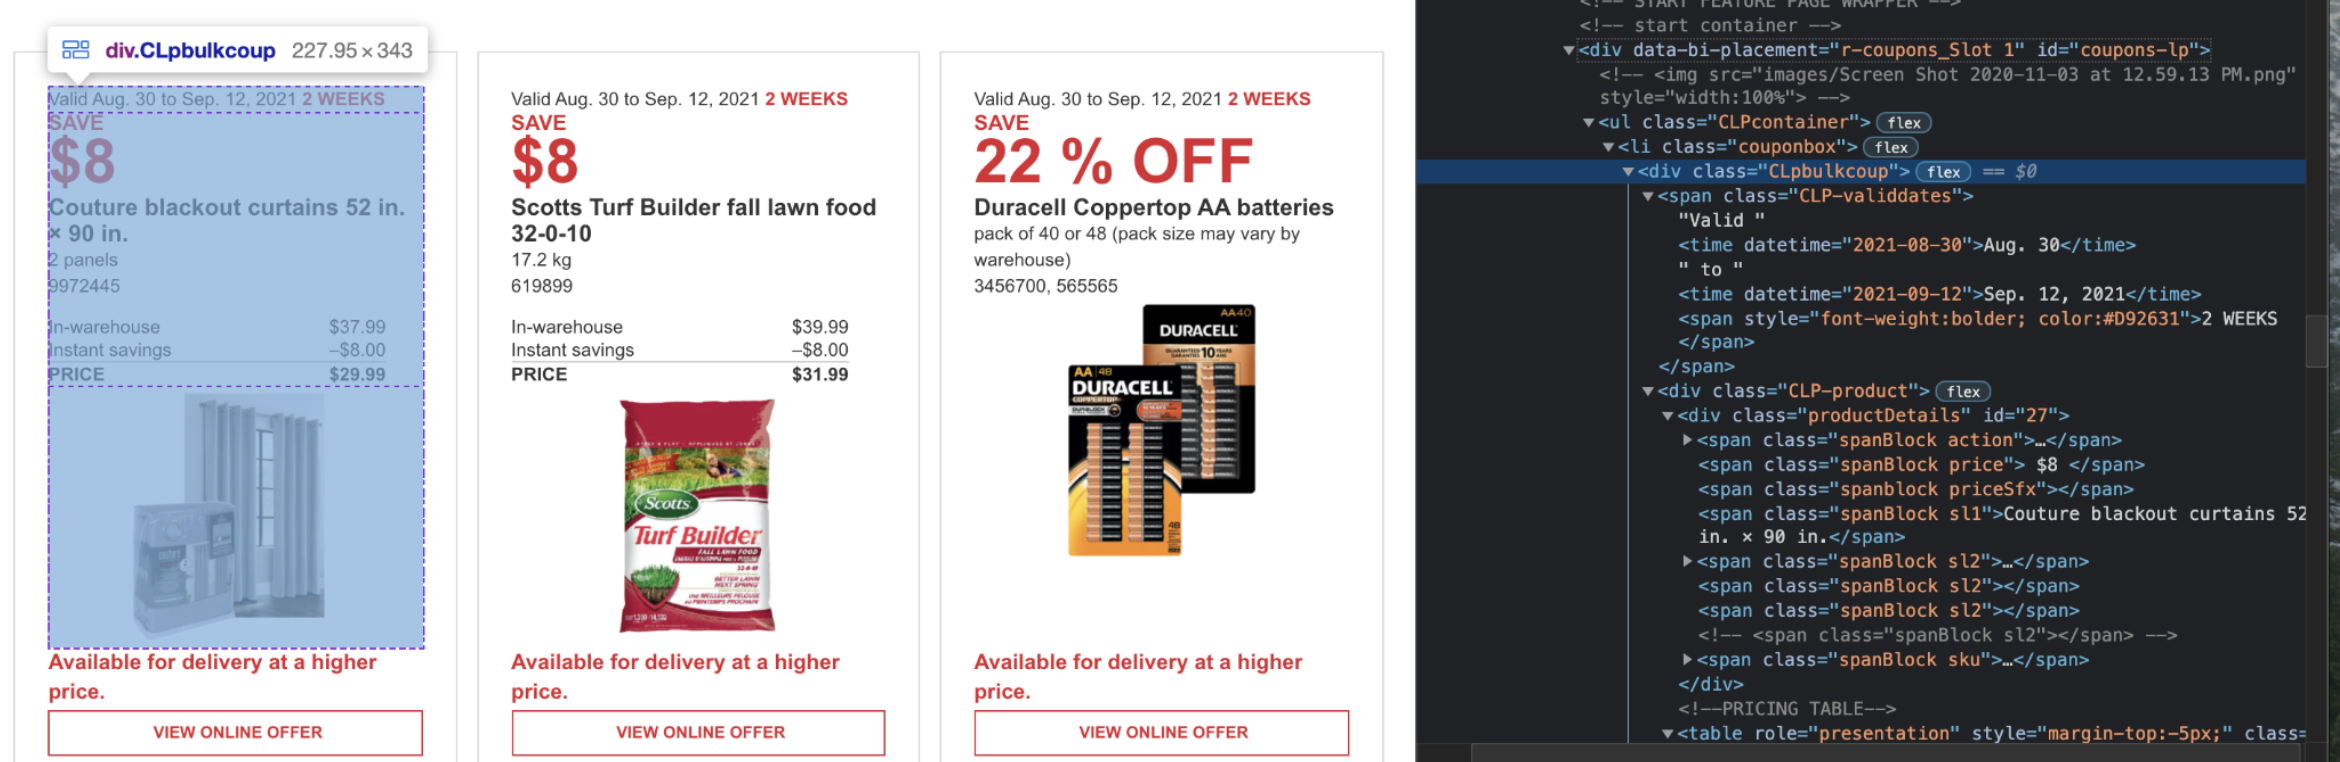 div.CLpbulkcoup 227.95 × 343
Valid Aug. 30 to Sep. 12, 2021 2 WEEKS
SAVE
$8
Couture blackout curtains 52 in.
× 90 in.
2 panels
9972445
In-warehouse $37.99
Instant savings –$8.00
PRICE $29.99
Available for delivery at a higher
price.
VIEW ONLINE OFFER
Valid Aug. 30 to Sep. 12, 2021 2 WEEKS
SAVE
$8
Scotts Turf Builder fall lawn food
32-0-10
17.2 kg
619899
In-warehouse $39.99
Instant savings –$8.00
PRICE $31.99
Scotts
Turf Builder
FALL LAWN FOOD
32-0-10
BETTER LAWN
NEXT SPRING
Available for delivery at a higher
price.
VIEW ONLINE OFFER
Valid Aug. 30 to Sep. 12, 2021 2 WEEKS
SAVE
22 % OFF
Duracell Coppertop AA batteries
pack of 40 or 48 (pack size may vary by
warehouse)
3456700, 565565
AA40
DURACELL
10 YEARS
AA 48
DURACELL
COPPERTOP
48
Available for delivery at a higher
price.
VIEW ONLINE OFFER
<!-- START FEATURE PAGE WRAPPER -->
<!-- start container -->
▼<div data-bi-placement="r-coupons_Slot 1" id="coupons-lp">
<!-- <img src="images/Screen Shot 2020-11-03 at 12.59.13 PM.png"
style="width:100%"> -->
▼<ul class="CLPcontainer"> flex
▼<li class="couponbox"> flex
▼<div class="CLpbulkcoup"> flex == $0
▼<span class="CLP-validdates">
"Valid "
<time datetime="2021-08-30">Aug. 30</time>
" to "
<time datetime="2021-09-12">Sep. 12, 2021</time>
<span style="font-weight:bolder; color:#D92631">2 WEEKS
</span>
</span>
▼<div class="CLP-product"> flex
▼<div class="productDetails" id="27">
▶<span class="spanBlock action">…</span>
<span class="spanBlock price"> $8 </span>
<span class="spanblock priceSfx"></span>
<span class="spanBlock sl1">Couture blackout curtains 52
in. × 90 in.</span>
▶<span class="spanBlock sl2">…</span>
<span class="spanBlock sl2"></span>
<span class="spanBlock sl2"></span>
<!-- <span class="spanBlock sl2"></span> -->
▶<span class="spanBlock sku">…</span>
</div>
<!--PRICING TABLE-->
▼<table role="presentation" style="margin-top:-5px;" class=